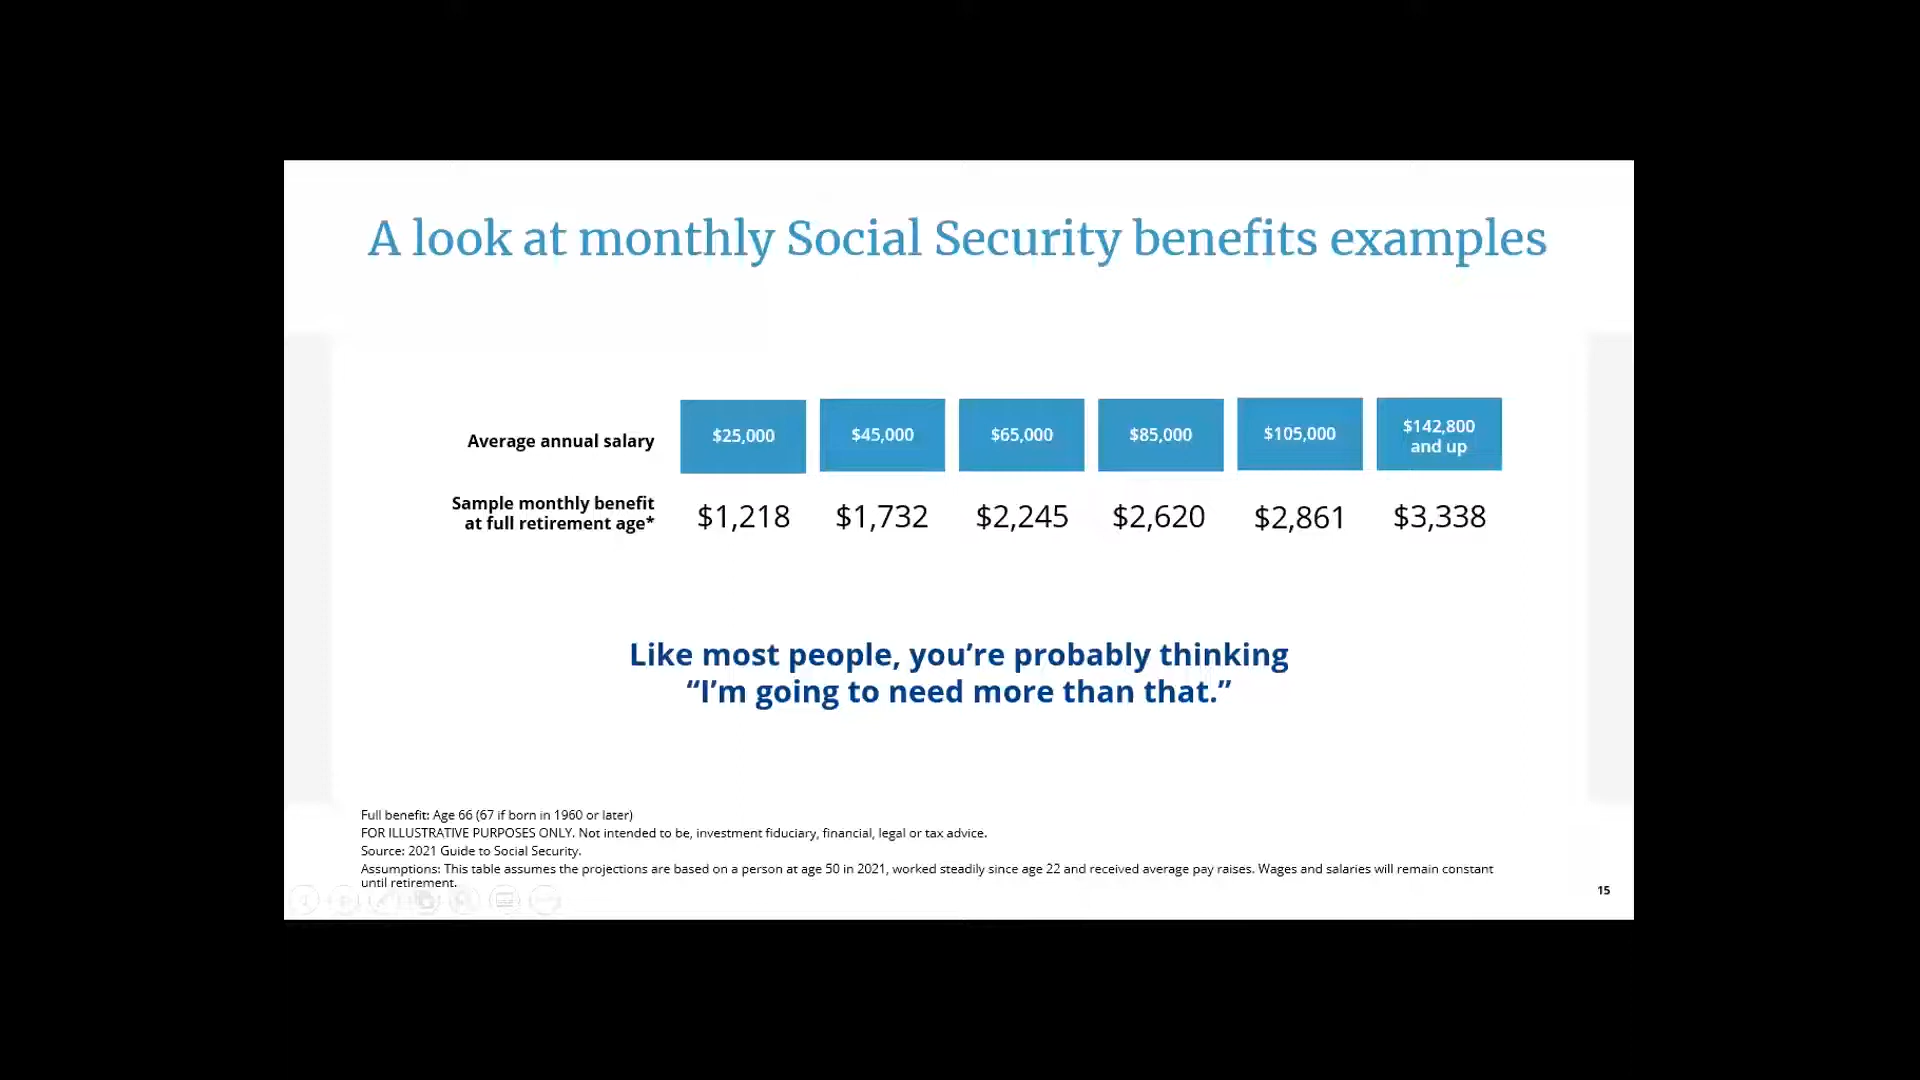 A look at monthly Social Security benefits examples
Average annual salary
$25,000
$45,000
$65,000
$85,000
$105,000
$142,800
and up
Sample monthly benefit
at full retirement age*
$1,218
$1,732
$2,245
$2,620
$2,861
$3,338
Like most people, you’re probably thinking
“I’m going to need more than that.”
Full benefit: Age 66 (67 if born in 1960 or later)
FOR ILLUSTRATIVE PURPOSES ONLY. Not intended to be, investment fiduciary, financial, legal or tax advice.
Source: 2021 Guide to Social Security.
Assumptions: This table assumes the projections are based on a person at age 50 in 2021, worked steadily since age 22 and received average pay raises. Wages and salaries will remain constant
until retirement.
15